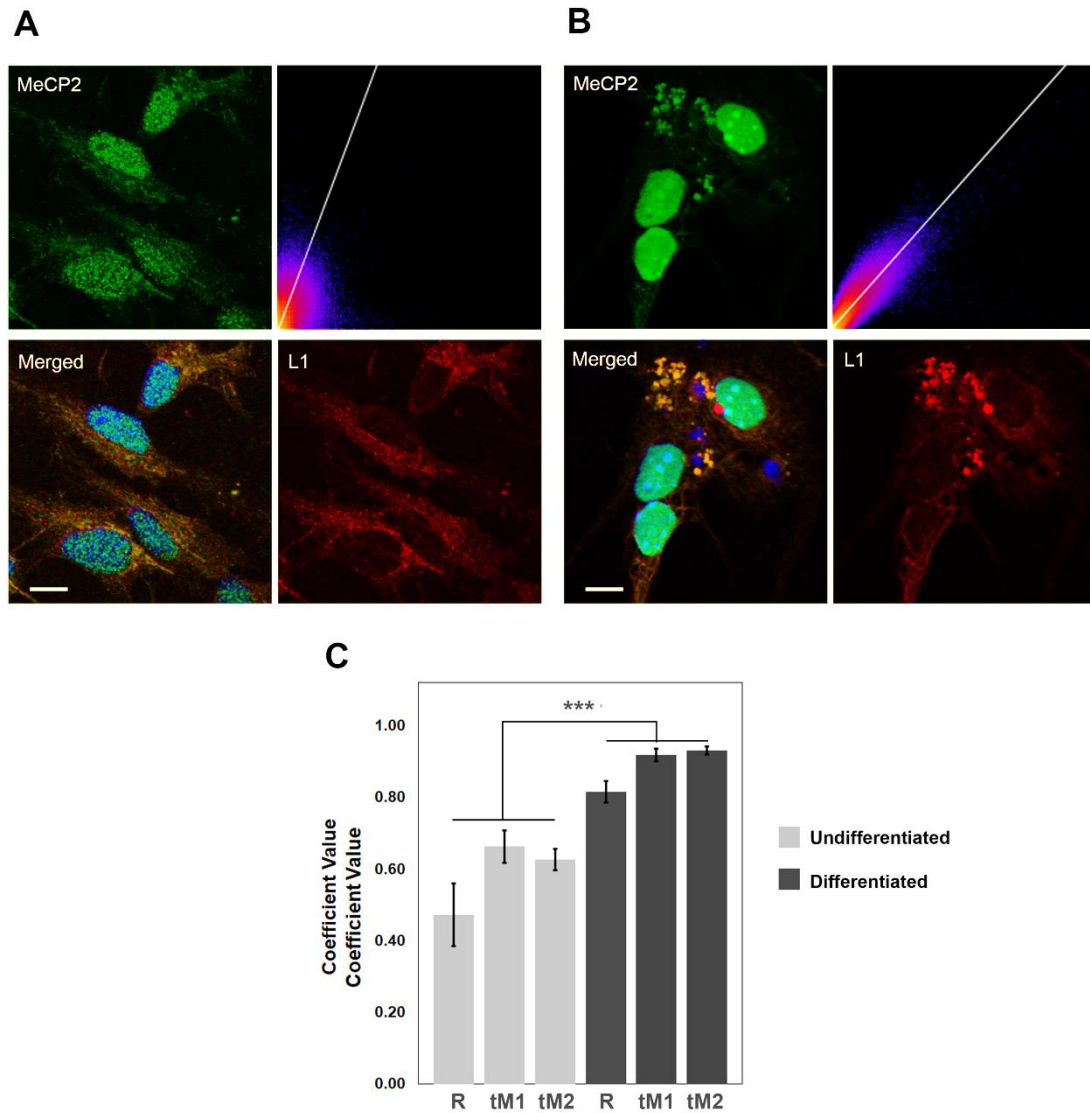 A
B
MeCP2
MeCP2
Merged
L1
Merged
L1
C
***
1.00
0.80
0.60
0.40
0.20
0.00
Coefficient Value
Coefficient Value
R tM1 tM2 R tM1 tM2
Undifferentiated
Differentiated